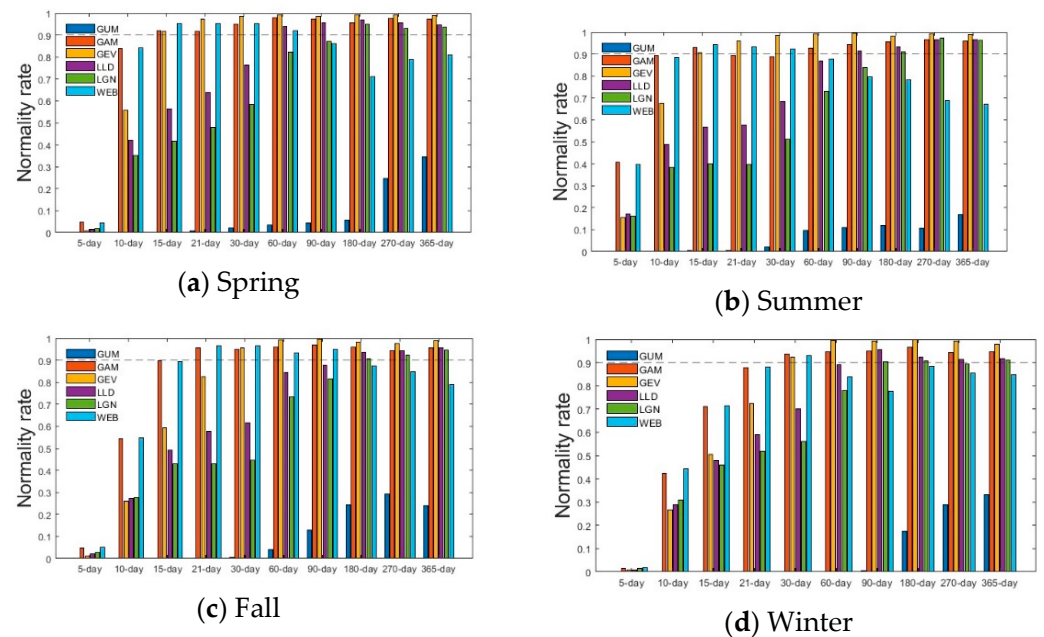 Normality rate
1
0.9
0.8
0.7
0.6
0.5
0.4
0.3
0.2
0.1
0
GUM
GAM
GEV
LLD
LGN
WEB
5-day 10-day 15-day 21-day 30-day 60-day 90-day 180-day 270-day 365-day
(a) Spring
Normality rate
1
0.9
0.8
0.7
0.6
0.5
0.4
0.3
0.2
0.1
0
GUM
GAM
GEV
LLD
LGN
WEB
5-day 10-day 15-day 21-day 30-day 60-day 90-day 180-day 270-day 365-day
(b) Summer
Normality rate
1
0.9
0.8
0.7
0.6
0.5
0.4
0.3
0.2
0.1
0
GUM
GAM
GEV
LLD
LGN
WEB
5-day 10-day 15-day 21-day 30-day 60-day 90-day 180-day 270-day 365-day
(c) Fall
Normality rate
1
0.9
0.8
0.7
0.6
0.5
0.4
0.3
0.2
0.1
0
GUM
GAM
GEV
LLD
LGN
WEB
5-day 10-day 15-day 21-day 30-day 60-day 90-day 180-day 270-day 365-day
(d) Winter